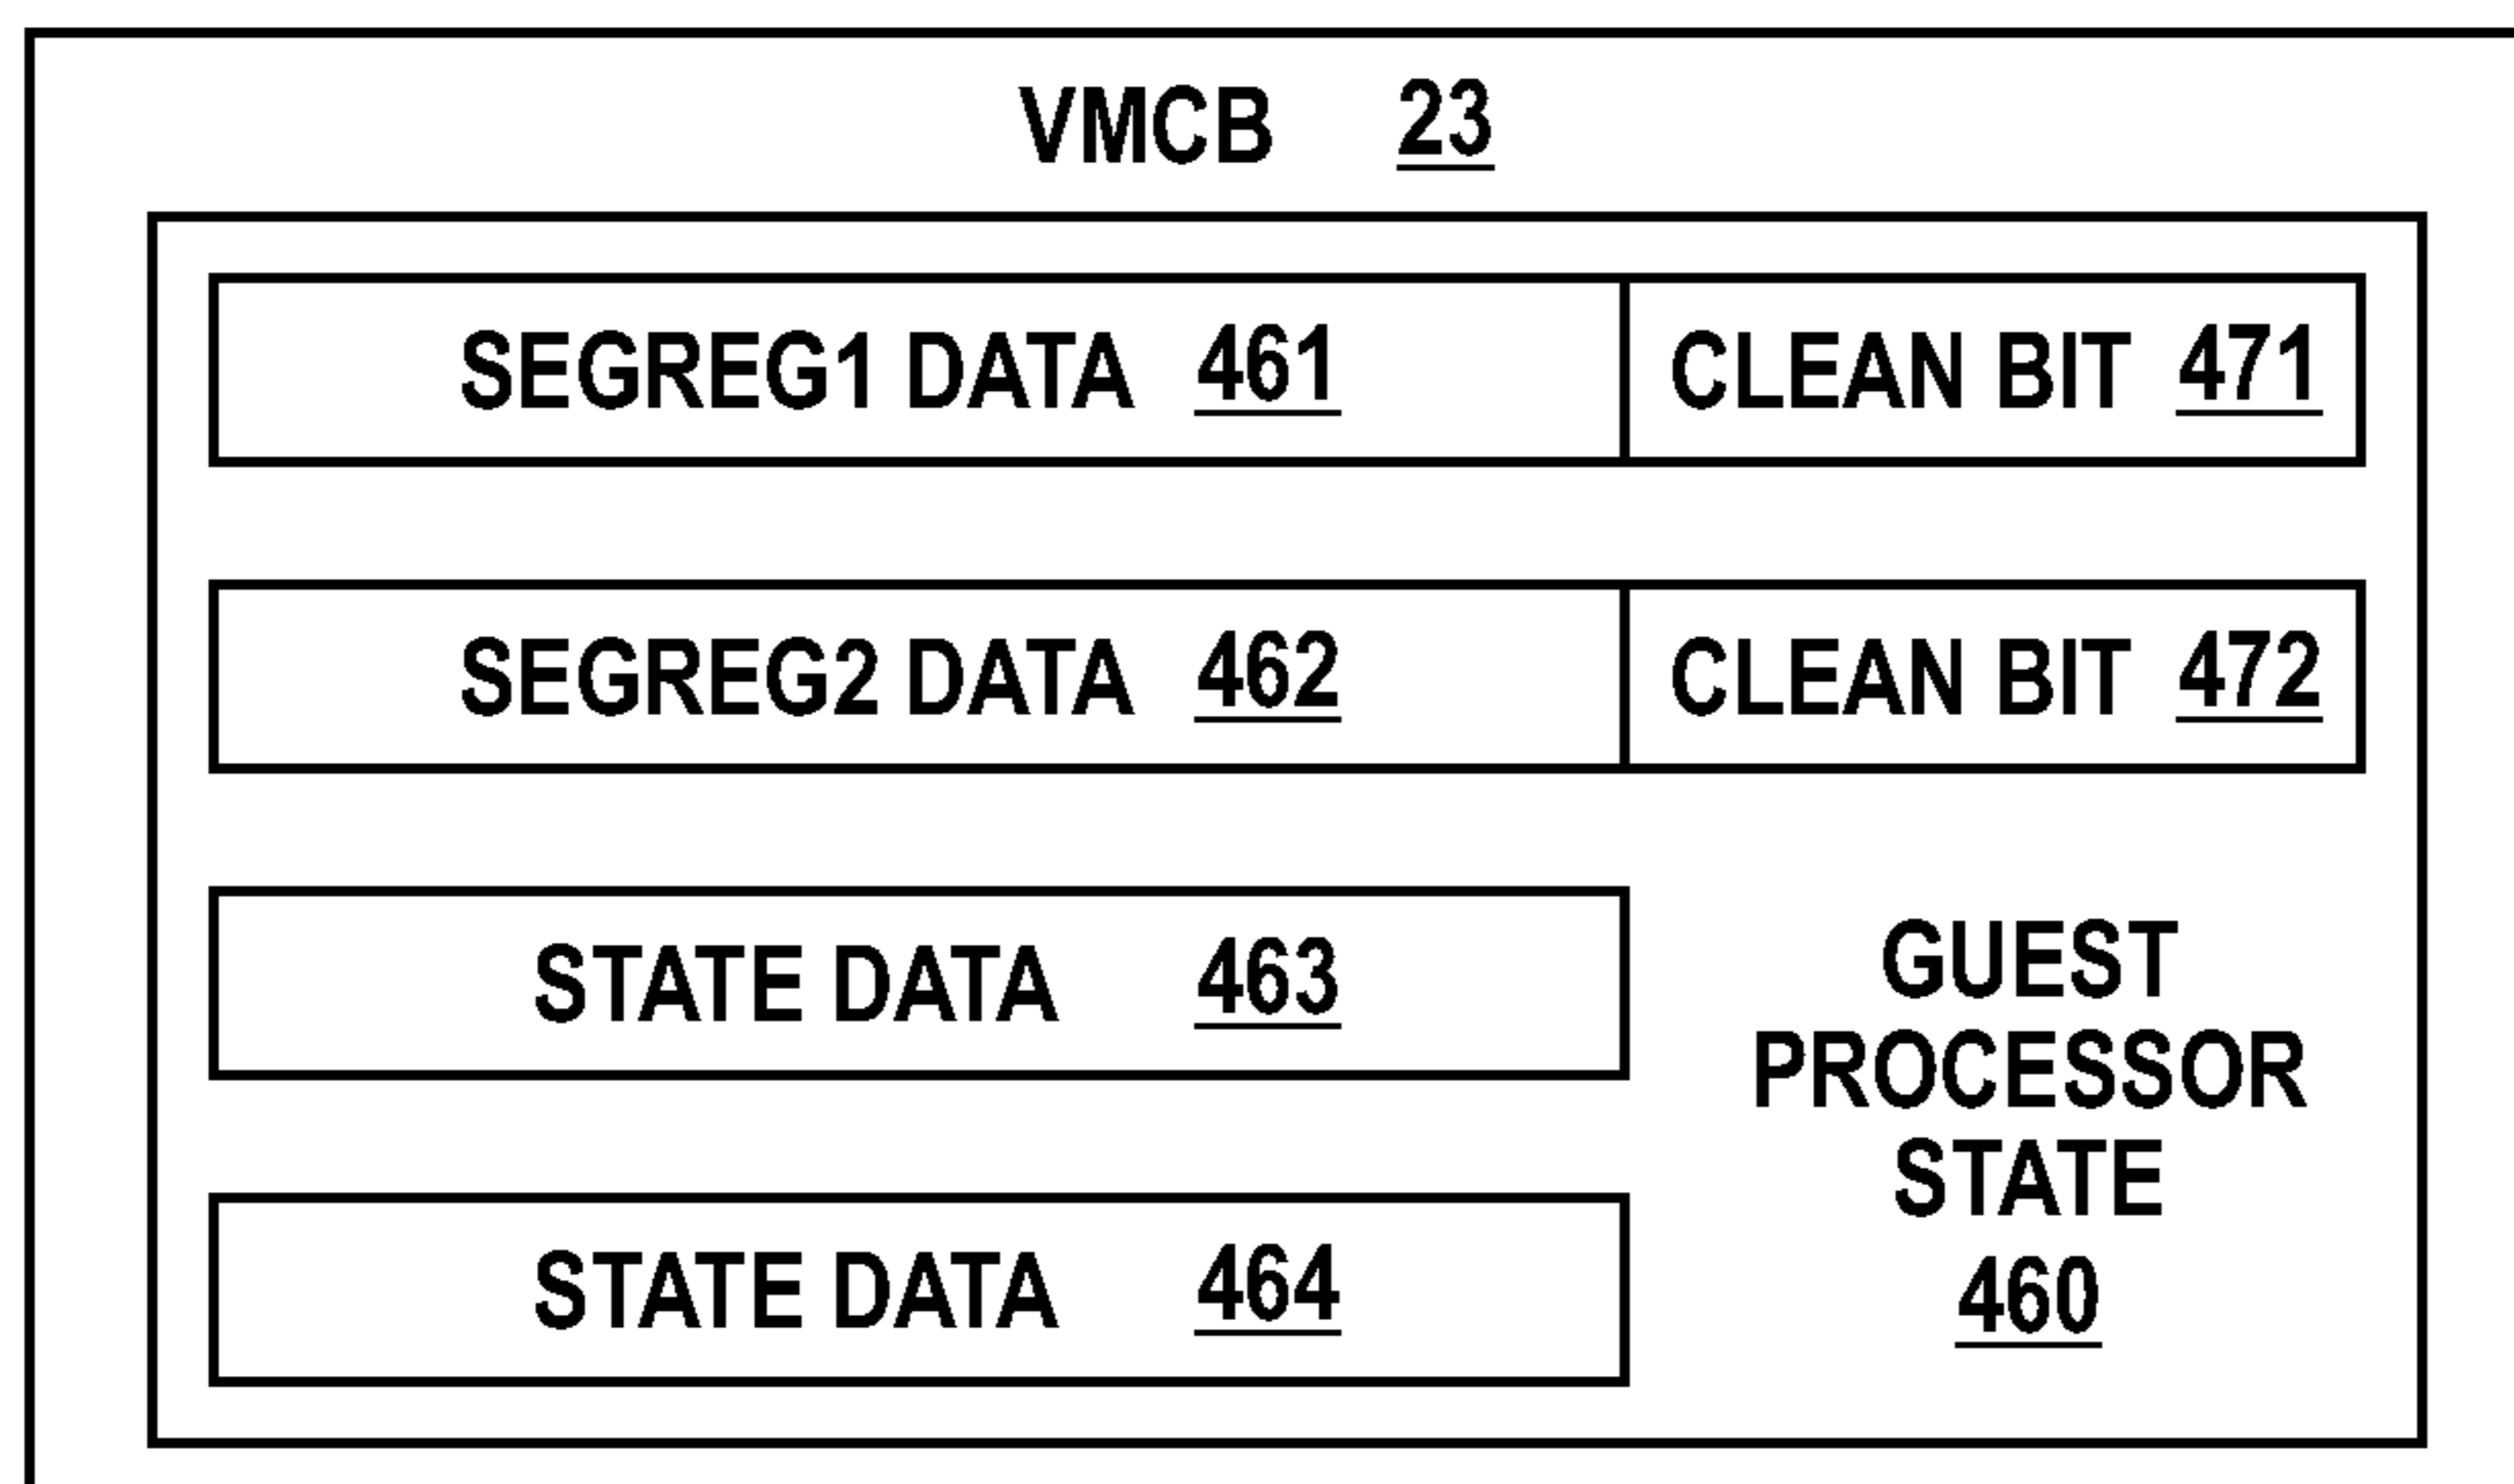 VMCB 23
SEGREG1 DATA 461 CLEAN BIT 471
SEGREG2 DATA 462 CLEAN BIT 472
STATE DATA 463
STATE DATA 464
GUEST
PROCESSOR
STATE
460